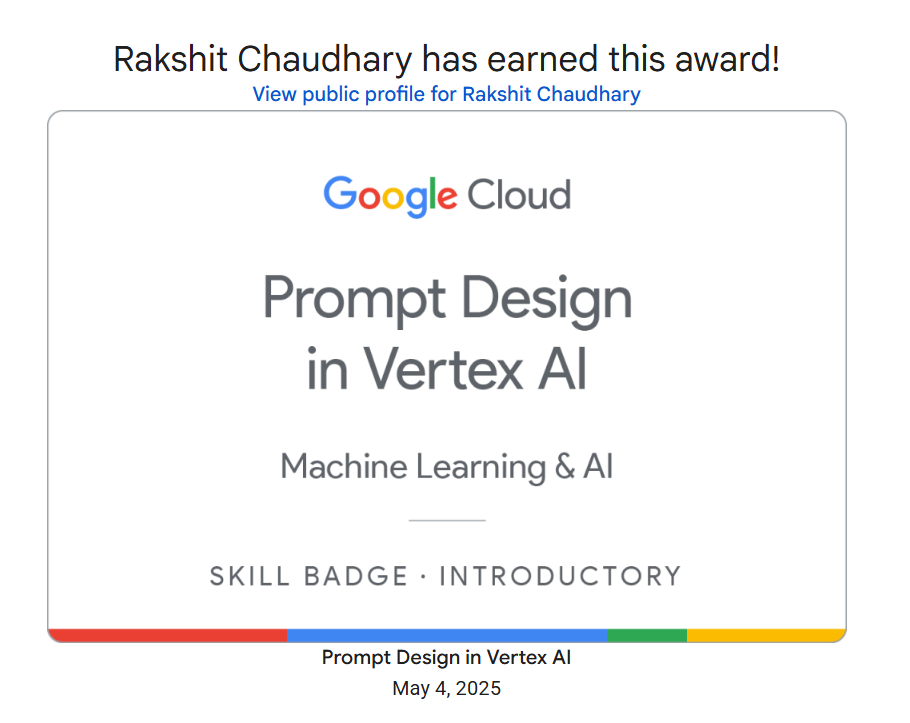 Rakshit Chaudhary has earned this award!
View public profile for Rakshit Chaudhary
Google Cloud
Prompt Design
in Vertex AI
Machine Learning & AI
SKILL BADGE · INTRODUCTORY
Prompt Design in Vertex AI
May 4, 2025